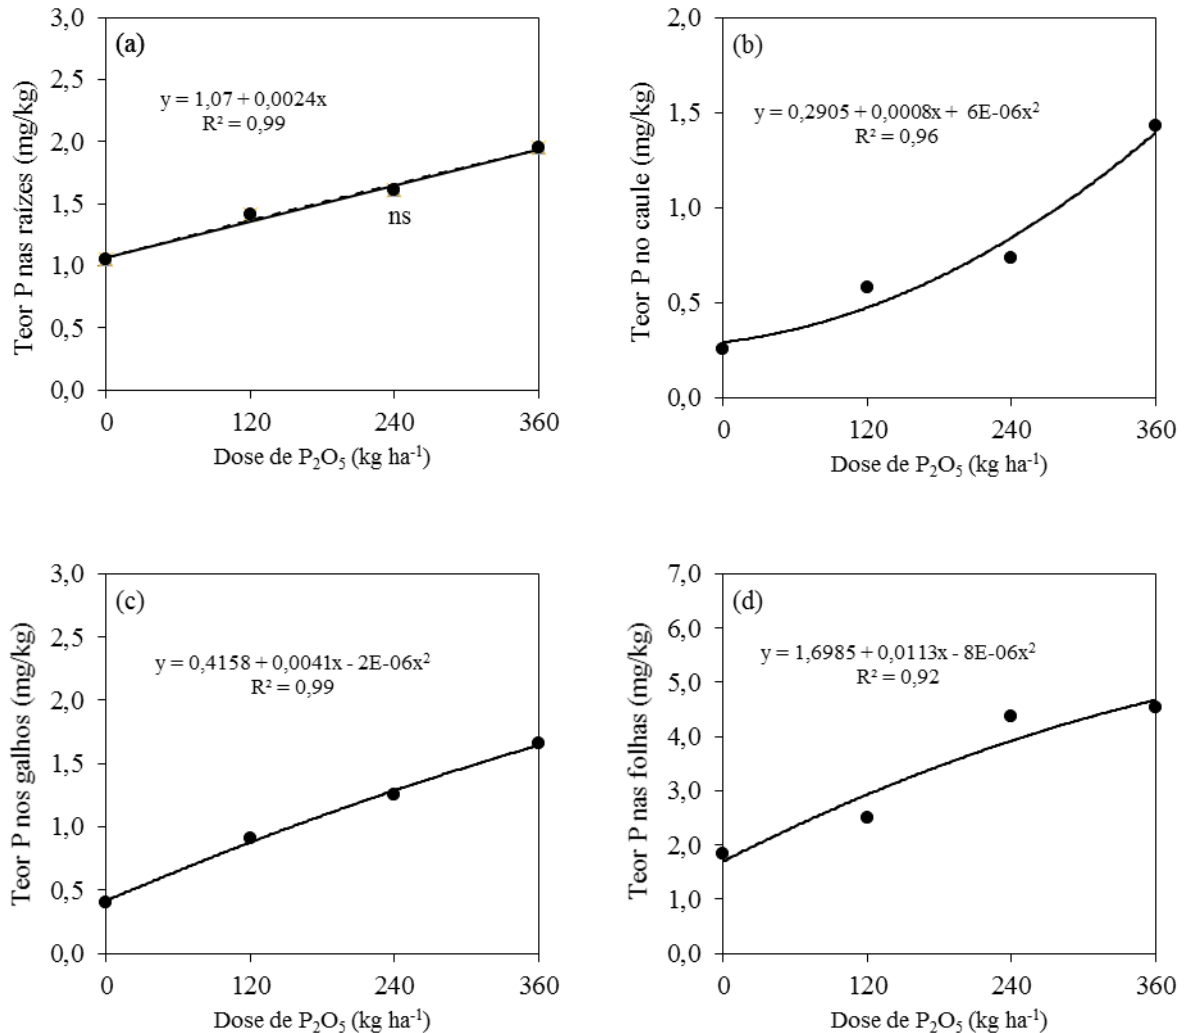 (a)
y = 1,07 + 0,0024x
R² = 0,99
ns
Teor P nas raízes (mg/kg)
3,0
2,5
2,0
1,5
1,0
0,5
0,0
0 120 240 360
Dose de P₂O₅ (kg ha⁻¹)
(b)
y = 0,2905 + 0,0008x + 6E-06x²
R² = 0,96
Teor P no caule (mg/kg)
2,0
1,5
1,0
0,5
0,0
0 120 240 360
Dose de P₂O₅ (kg ha⁻¹)
(c)
y = 0,4158 + 0,0041x - 2E-06x²
R² = 0,99
Teor P nos galhos (mg/kg)
3,0
2,5
2,0
1,5
1,0
0,5
0,0
0 120 240 360
Dose de P₂O₅ (kg ha⁻¹)
(d)
y = 1,6985 + 0,0113x - 8E-06x²
R² = 0,92
Teor P nas folhas (mg/kg)
7,0
6,0
5,0
4,0
3,0
2,0
1,0
0,0
0 120 240 360
Dose de P₂O₅ (kg ha⁻¹)